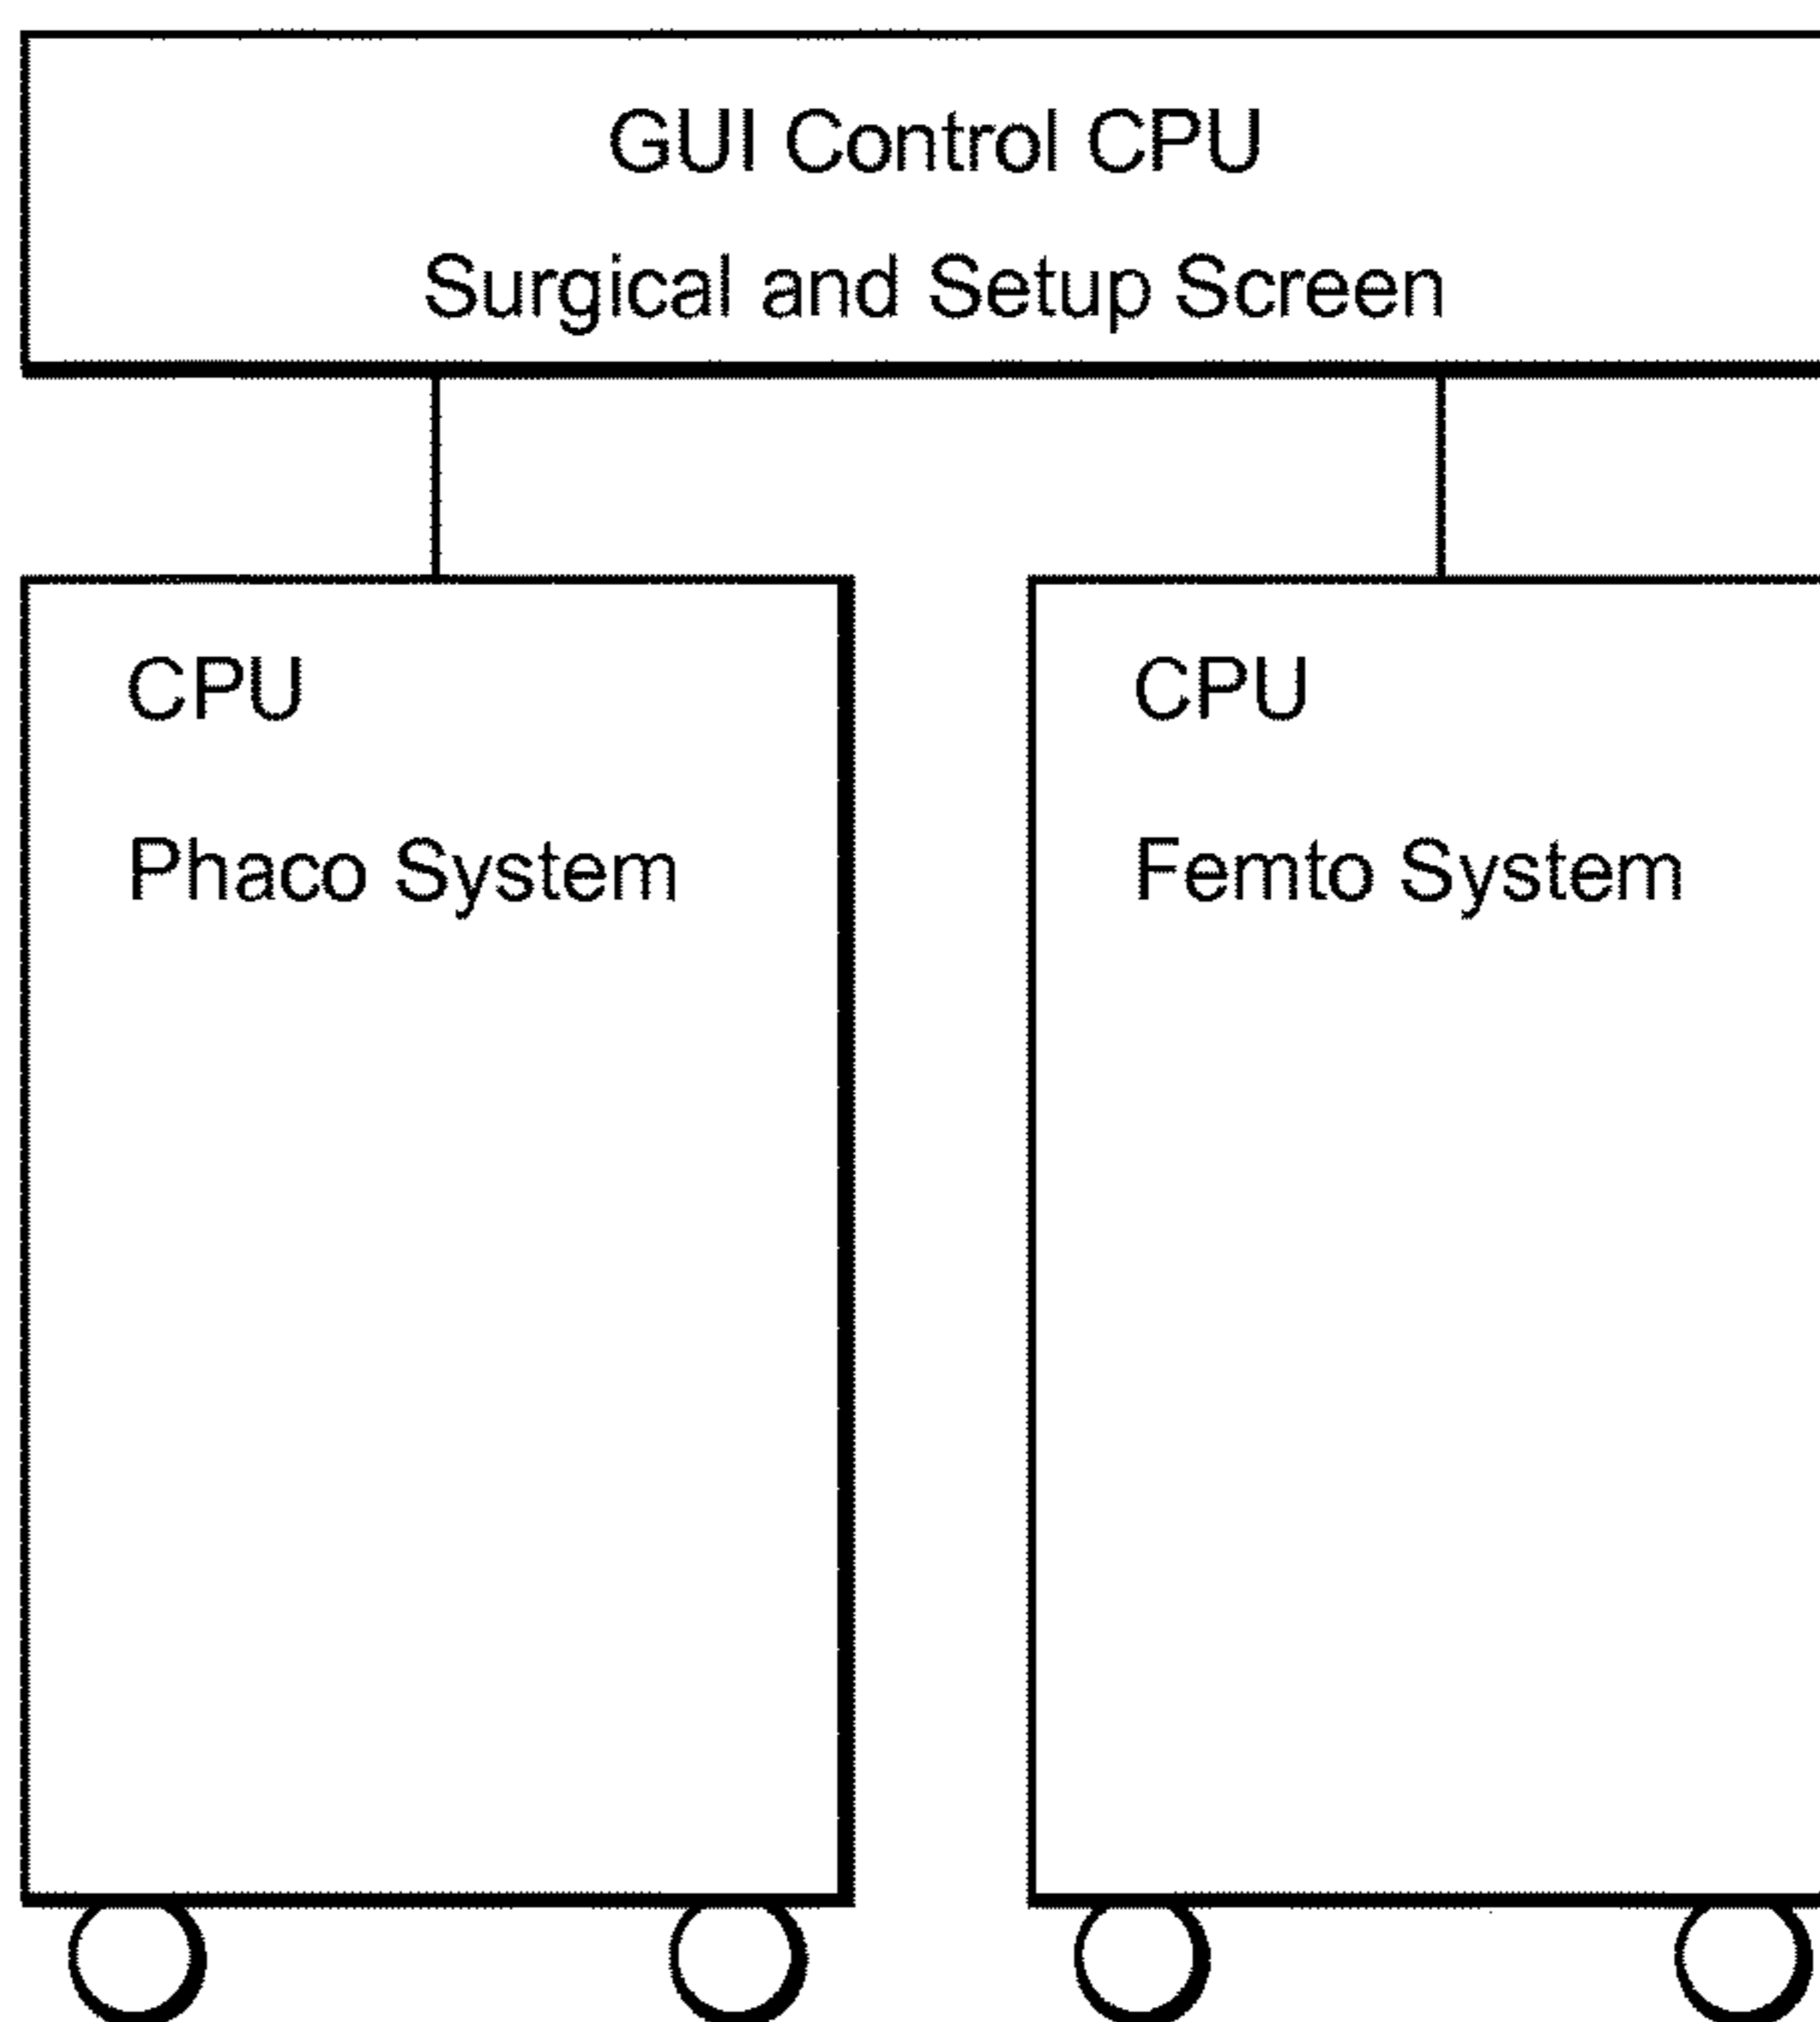 GUI Control CPU
Surgical and Setup Screen
CPU
Phaco System
CPU
Femto System